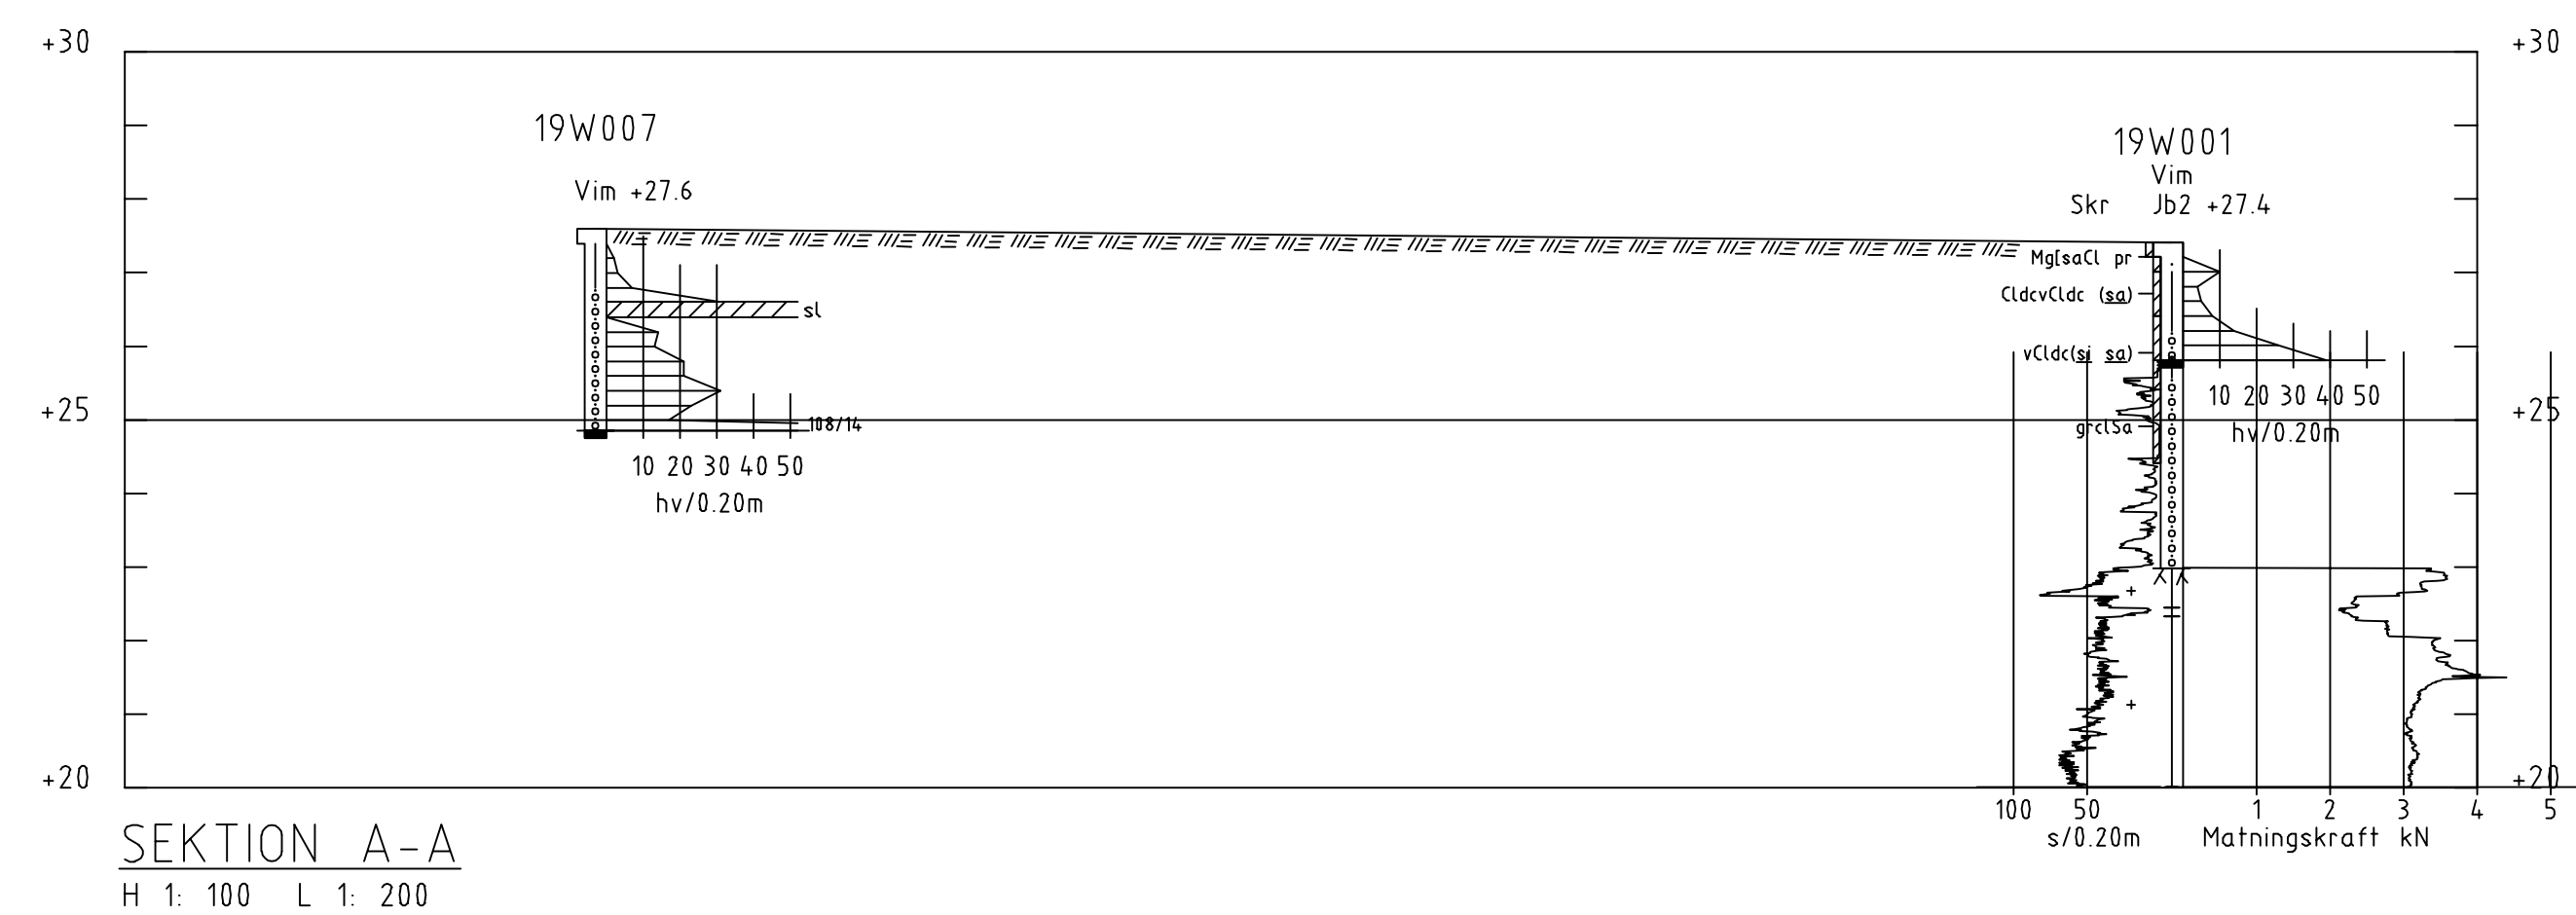 +30 +30
19W007
19W001
Vim
Vim +27.6
Skr Jb2 +27.4
Mg[saCl pr
CldcvCldc (sa)
sl
vCldc(si sa)
10 20 30 40 50
+25 +25
108/14
grclSa
hv/0.20m
10 20 30 40 50
hv/0.20m
+20 +20
100 50 1 2 3 4 5
s/0.20m Matningskraft kN
SEKTION A-A
H 1: 100 L 1: 200